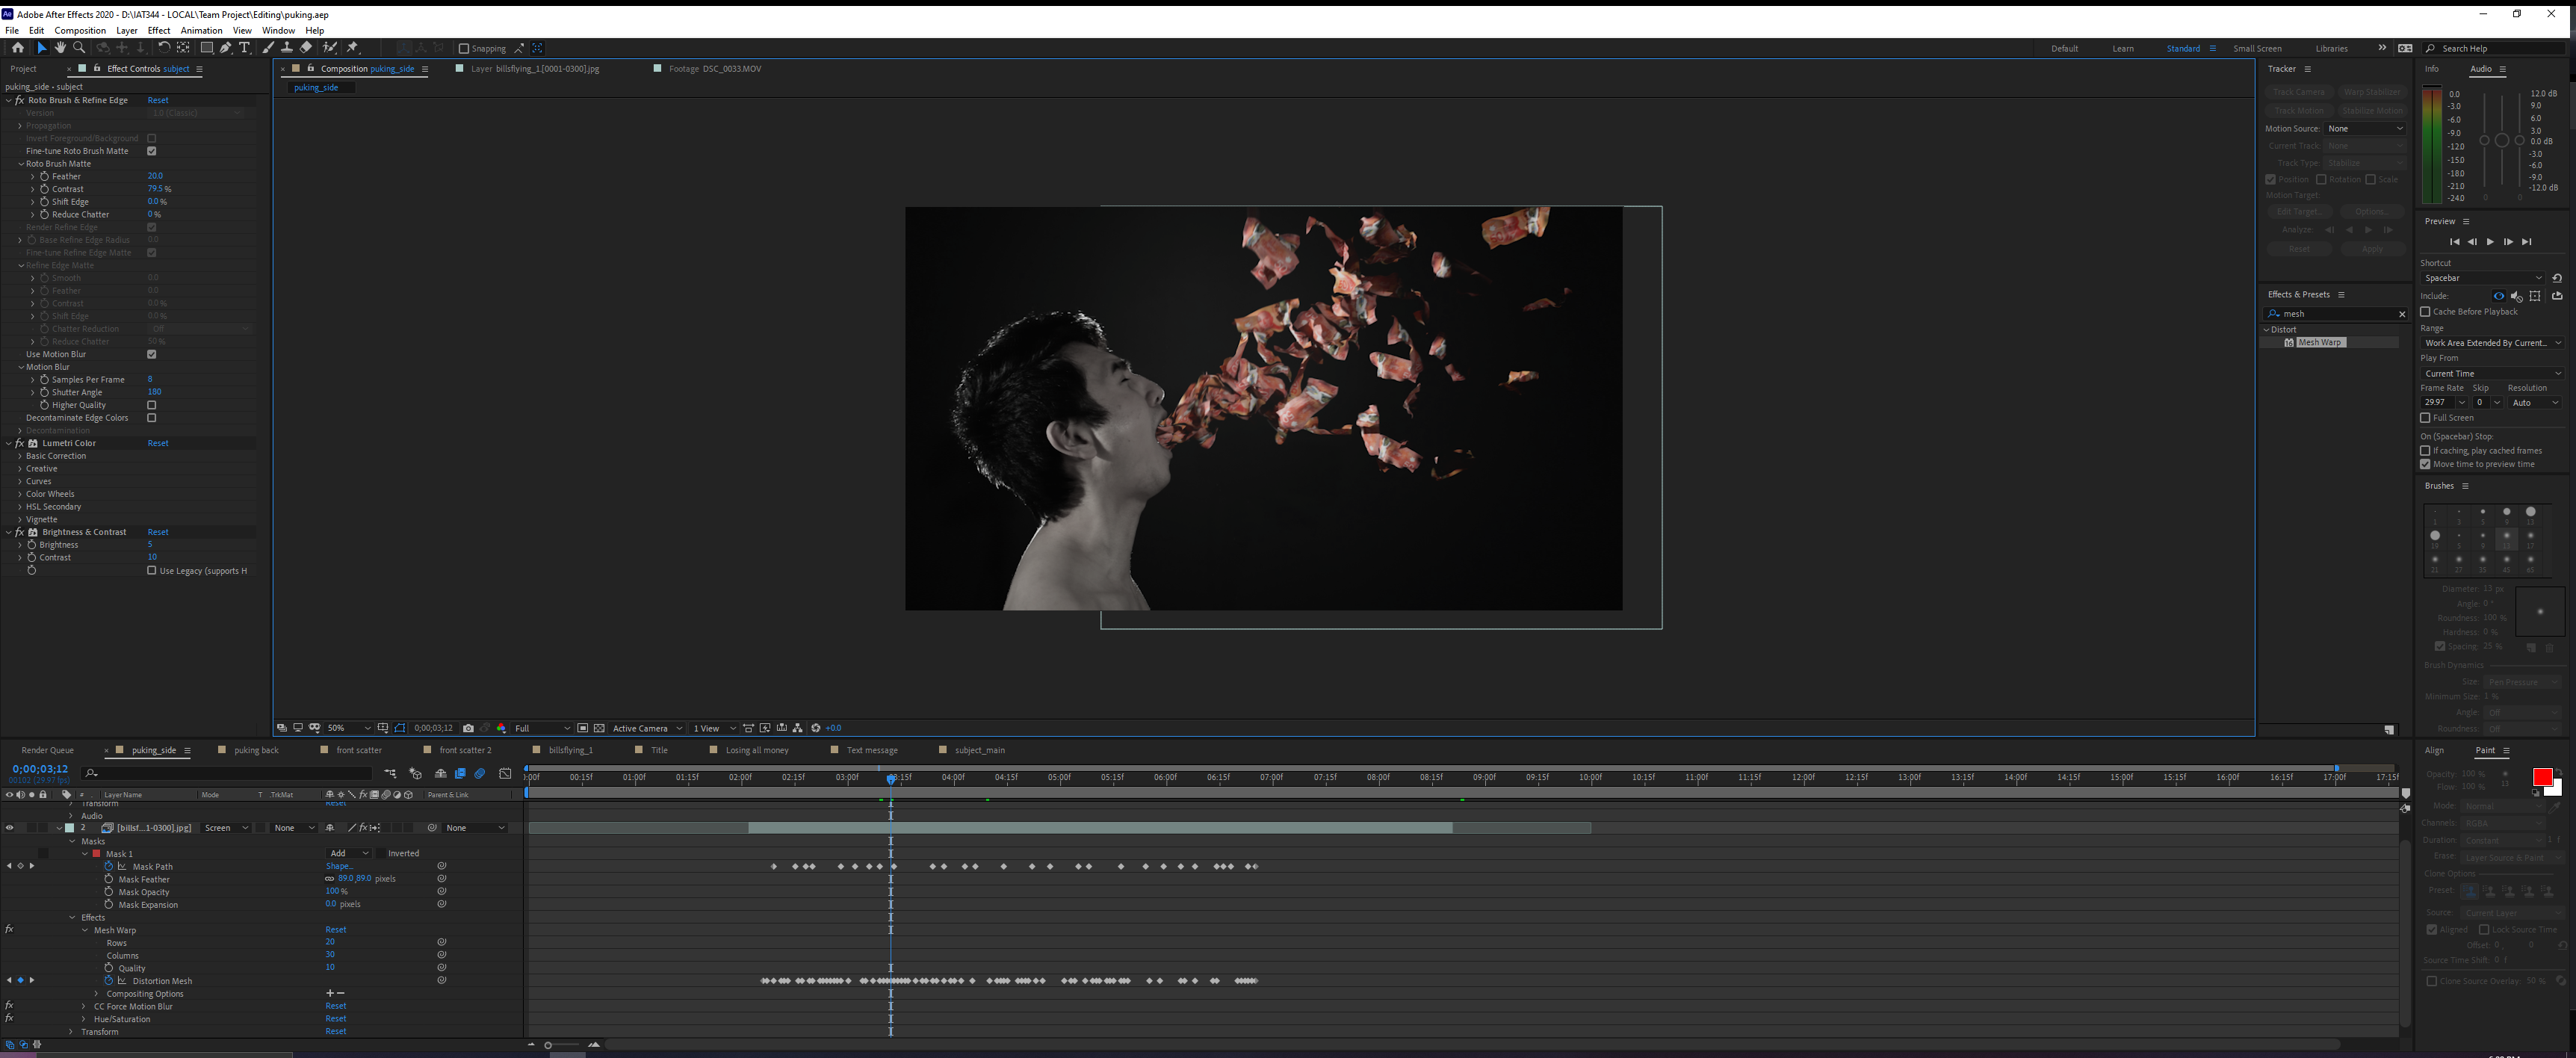 Adobe After Effects 2020 - D:\IAT344 - LOCAL\Team Project\Editing\puking.aep
File Edit Composition Layer Effect Animation View Window Help
Snapping
Default Learn Standard Small Screen Libraries Search Help
Project Effect Controls subject
Composition puking_side Layer billsflying_1.[0001-0300].jpg Footage DSC_0033.MOV
puking_side • subject
puking_side
Roto Brush & Refine Edge Reset
Version 1.0 (Classic)
Propagation
Invert Foreground/Background
Fine-tune Roto Brush Matte
Roto Brush Matte
Feather 20.0
Contrast 79.5 %
Shift Edge 0.0 %
Reduce Chatter 0 %
Render Refine Edge
Base Refine Edge Radius 0.0
Fine-tune Refine Edge Matte
Refine Edge Matte
Smooth 0.0
Feather 0.0
Contrast 0.0 %
Shift Edge 0.0 %
Chatter Reduction Off
Reduce Chatter 50 %
Use Motion Blur
Motion Blur
Samples Per Frame 8
Shutter Angle 180
Higher Quality
Decontaminate Edge Colors
Decontamination
Lumetri Color Reset
Basic Correction
Creative
Curves
Color Wheels
HSL Secondary
Vignette
Brightness & Contrast Reset
Brightness 5
Contrast 10
Use Legacy (supports H
50% 0;00;03;12 Full Active Camera 1 View +0.0
Tracker
Track Camera Warp Stabilizer
Track Motion Stabilize Motion
Motion Source: None
Current Track: None
Track Type: Stabilize
Position Rotation Scale
Motion Target:
Edit Target... Options...
Analyze:
Reset Apply
Effects & Presets
mesh
Distort
Mesh Warp
Info Audio
0.0 12.0 dB
-3.0 9.0
-6.0 6.0
-9.0 3.0
-12.0 0.0 dB
-15.0 -3.0
-18.0 -6.0
-21.0 -9.0
-24.0 -12.0 dB
0 0
Preview
Shortcut
Spacebar
Include:
Cache Before Playback
Range
Work Area Extended By Current...
Play From
Current Time
Frame Rate Skip Resolution
29.97 0 Auto
Full Screen
On (Spacebar) Stop:
If caching, play cached frames
Move time to preview time
Brushes
1 3 5 9 13
19 5 9 13 17
21 27 35 45 65
Diameter: 13 px
Angle: 0 °
Roundness: 100 %
Hardness: 0 %
Spacing: 25 %
Brush Dynamics
Size: Pen Pressure
Minimum Size: 1 %
Angle: Off
Roundness: Off
Render Queue puking_side puking back front scatter front scatter 2 billsflying_1 Title Losing all money Text message subject_main
0;00;03;12
00102 (29.97 fps)
:00f 00:15f 01:00f 01:15f 02:00f 02:15f 03:00f 03:15f 04:00f 04:15f 05:00f 05:15f 06:00f 06:15f 07:00f 07:15f 08:00f 08:15f 09:00f 09:15f 10:00f 10:15f 11:00f 11:15f 12:00f 12:15f 13:00f 13:15f 14:00f 14:15f 15:00f 15:15f 16:00f 16:15f 17:00f 17:15f
# Layer Name Mode T .TrkMat Parent & Link
Transform Reset
Audio
2 [billsf...1-0300].jpg] Screen None None
Masks
Mask 1 Add Inverted
Mask Path Shape...
Mask Feather 89.0,89.0 pixels
Mask Opacity 100 %
Mask Expansion 0.0 pixels
Effects
Mesh Warp Reset
Rows 20
Columns 30
Quality 10
Distortion Mesh
Compositing Options + –
CC Force Motion Blur Reset
Hue/Saturation Reset
Transform Reset
Align Paint
Opacity: 100 %
Flow: 100 % 13
Mode: Normal
Channels: RGBA
Duration: Constant 1 f
Erase: Layer Source & Paint
Clone Options
Preset:
Source: Current Layer
Aligned Lock Source Time
Offset: 0 , 0
Source Time Shift: 0 f
Clone Source Overlay: 50 %